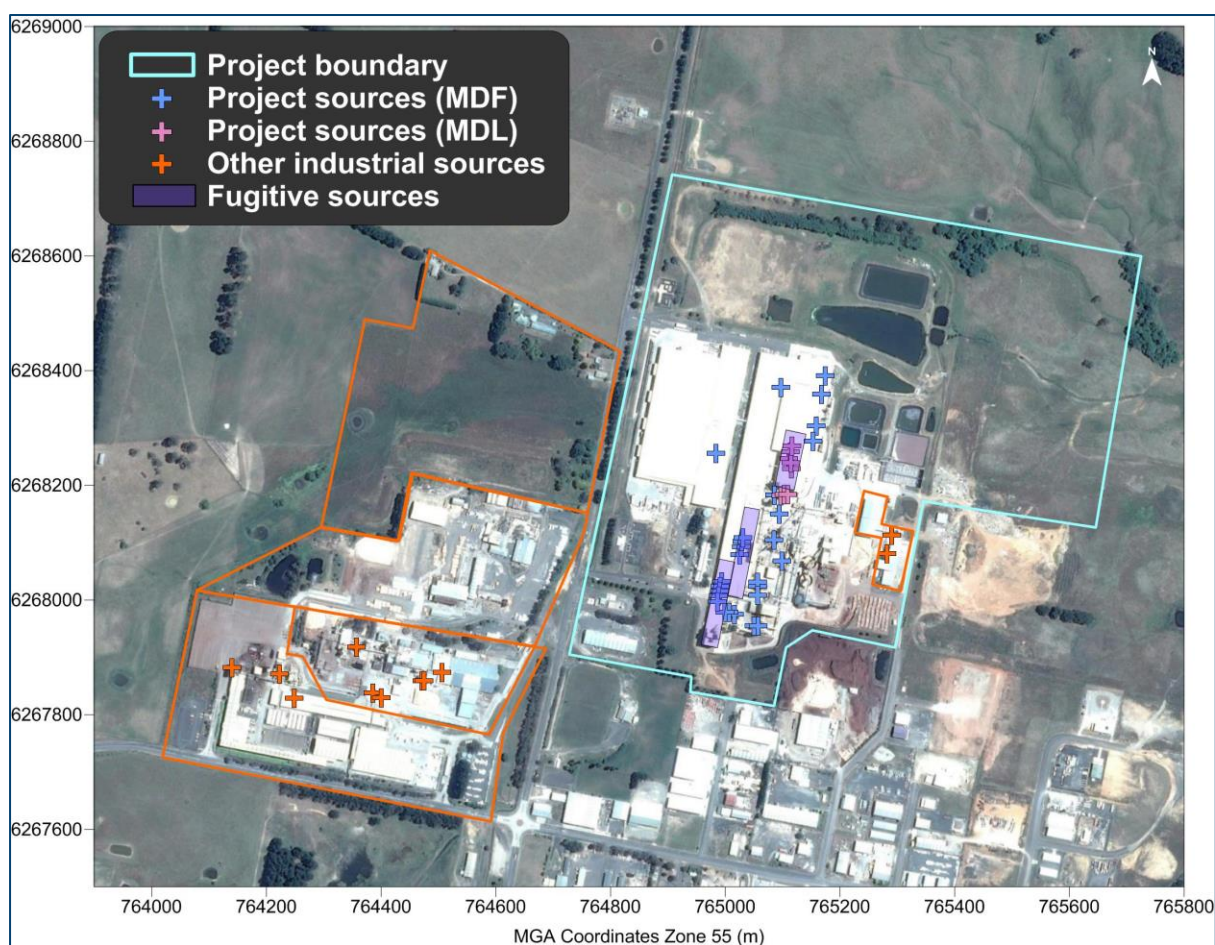 6269000
6268800
6268600
6268400
6268200
6268000
6267800
6267600
Project boundary
Project sources (MDF)
Project sources (MDL)
Other industrial sources
Fugitive sources
N
764000 764200 764400 764600 764800 765000 765200 765400 765600 765800
MGA Coordinates Zone 55 (m)